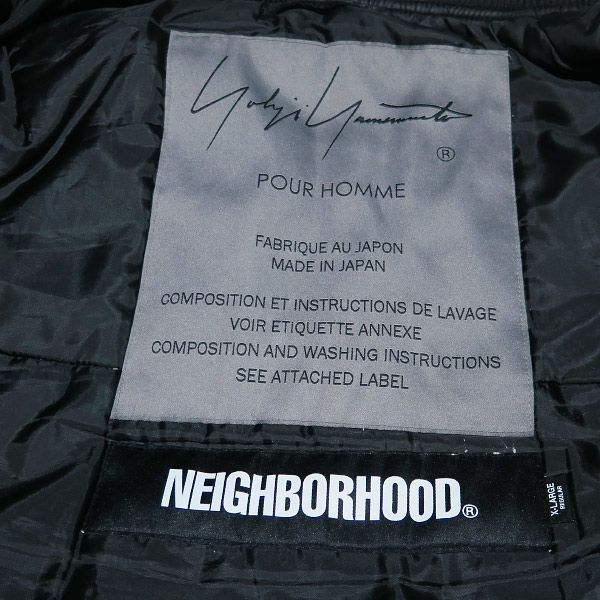 Yohji Yamamoto
®
POUR HOMME
FABRIQUE AU JAPON
MADE IN JAPAN
COMPOSITION ET INSTRUCTIONS DE LAVAGE
VOIR ETIQUETTE ANNEXE
COMPOSITION AND WASHING INSTRUCTIONS
SEE ATTACHED LABEL
NEIGHBORHOOD®
X-LARGE
REGULAR